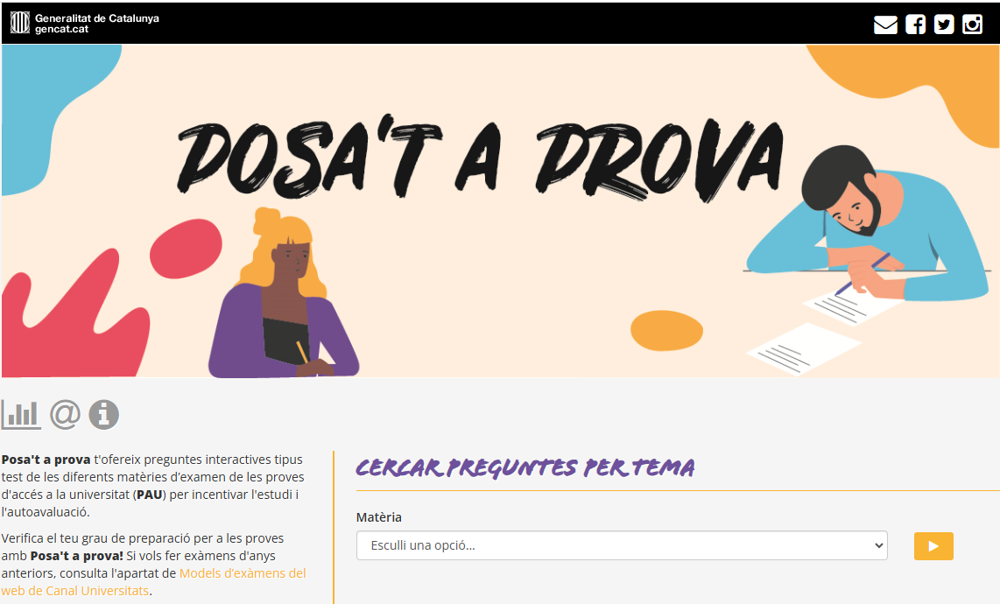 Generalitat de Catalunya
gencat.cat
POSA'T A PROVA
Posa't a prova t'ofereix preguntes interactives tipus
test de les diferents matèries d’examen de les proves
d'accés a la universitat (PAU) per incentivar l'estudi i
l'autoavaluació.
Verifica el teu grau de preparació per a les proves
amb Posa't a prova! Si vols fer exàmens d'anys
anteriors, consulta l'apartat de Models d’exàmens del
web de Canal Universitats.
CERCAR PREGUNTES PER TEMA
Matèria
Esculli una opció...